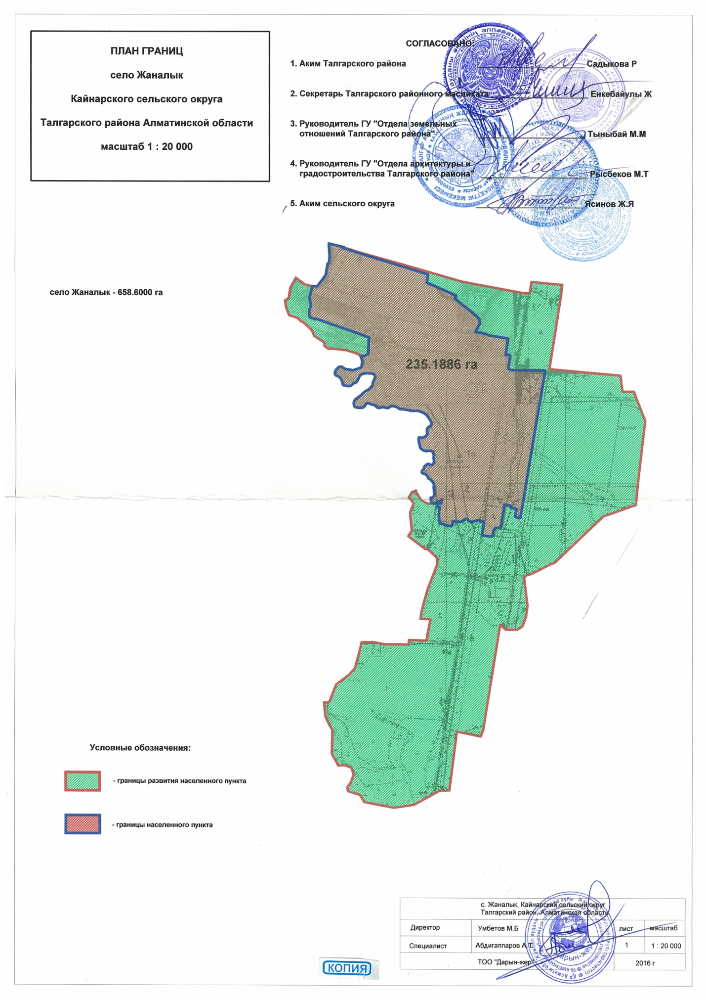 ПЛАН ГРАНИЦ
село Жаналык
Кайнарского сельского округа
Талгарского района Алматинской области
масштаб 1 : 20 000
СОГЛАСОВАНО:
1. Аким Талгарского района Садыкова Р
2. Секретарь Талгарского районного маслихата Енкебайулы Ж
3. Руководитель ГУ "Отдела земельных
отношений Талгарского района" Тыныбай М.М
4. Руководитель ГУ "Отдела архитектуры и
градостроительства Талгарского района" Рысбеков М.Т
5. Аким сельского округа Ясинов Ж.Я
село Жаналык - 658.6000 га
235.1886 га
Условные обозначения:
- границы развития населенного пункта
- границы населенного пункта
с. Жаналык, Кайнарский сельский округ
Талгарский район, Алматинская область
Директор Умбетов М.Б лист масштаб
Специалист Абдигаппаров А.Т 1 1 : 20 000
ТОО "Дарын-жер" 2016 г
"Дарын-жер"
КОПИЯ